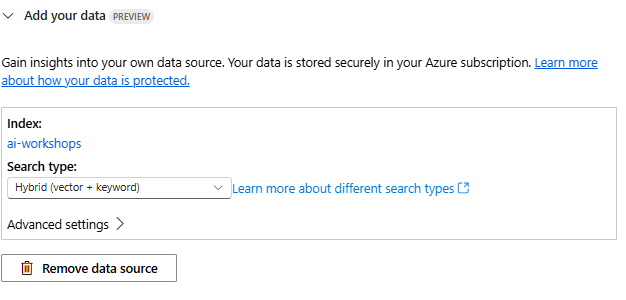 Add your data PREVIEW
Gain insights into your own data source. Your data is stored securely in your Azure subscription. Learn more
about how your data is protected.
Index:
ai-workshops
Search type:
Hybrid (vector + keyword) Learn more about different search types
Advanced settings
Remove data source